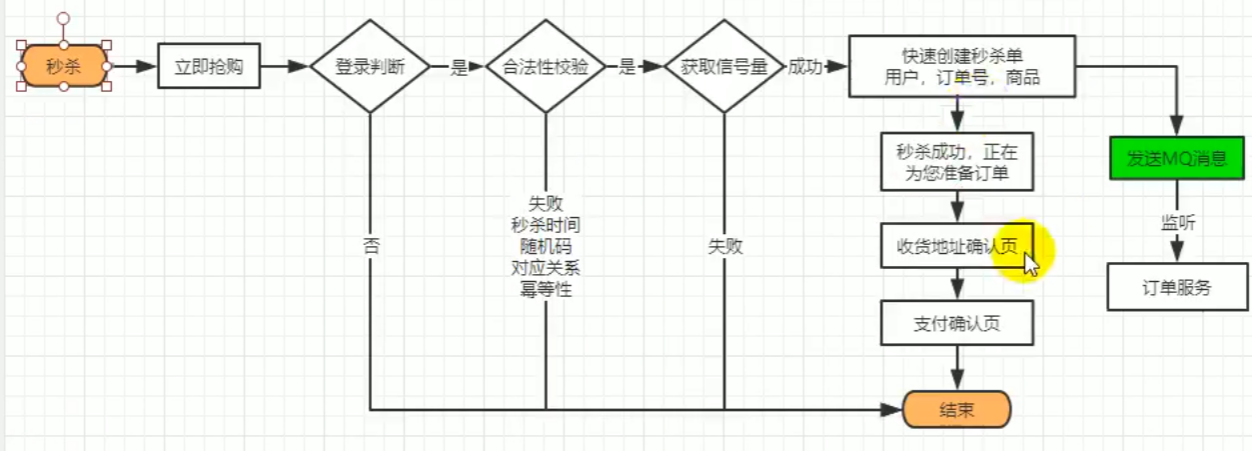 秒杀
立即抢购
登录判断
是
合法性校验
是
获取信号量
成功
快速创建秒杀单
用户，订单号，商品
秒杀成功，正在
为您准备订单
发送MQ消息
失败
秒杀时间
随机码
对应关系
幂等性
否
失败
收货地址确认页
监听
订单服务
支付确认页
结束